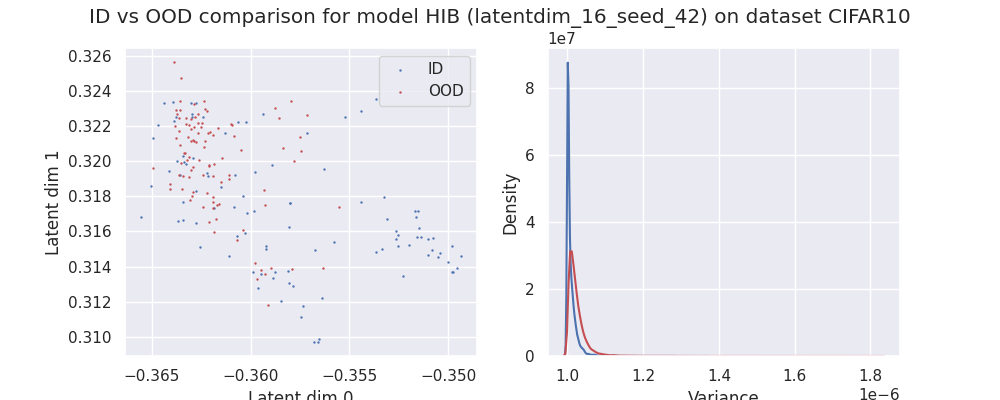 ID vs OOD comparison for model HIB (latentdim_16_seed_42) on dataset CIFAR10
0.326
0.324
0.322
0.320
0.318
0.316
0.314
0.312
0.310
Latent dim 1
−0.365
−0.360
−0.355
−0.350
Latent dim 0
ID
OOD
1e7
8
6
4
2
0
Density
1.0
1.2
1.4
1.6
1.8
1e−6
Variance